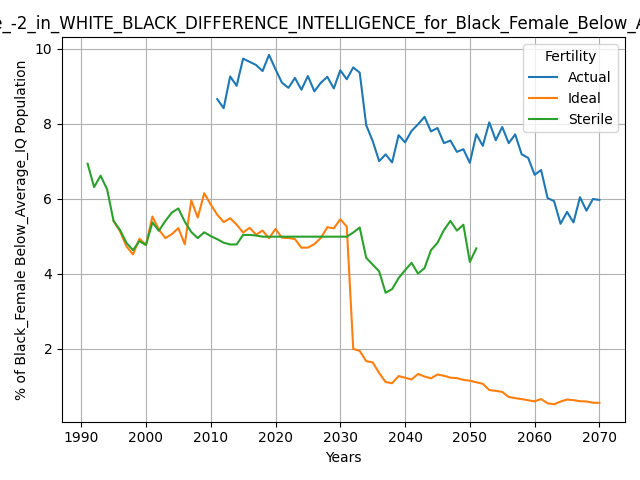 e_-2_in_WHITE_BLACK_DIFFERENCE_INTELLIGENCE_for_Black_Female_Below_A
% of Black_Female Below_Average_IQ Population
10
8
6
4
2
Fertility
Actual
Ideal
Sterile
1990 2000 2010 2020 2030 2040 2050 2060 2070
Years